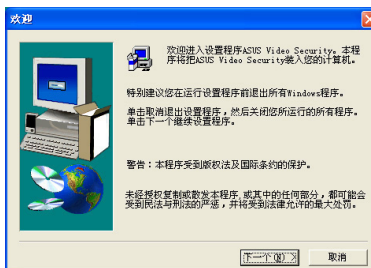 欢迎
欢迎进入设置程序ASUS Video Security。本程
序将把ASUS Video Security装入您的计算机。
特别建议您在运行设置程序前退出所有Windows程序。
单击取消退出设置程序，然后关闭您所运行的所有程序。
单击下一个继续设置程序。
警告：本程序受到版权法及国际条约的保护。
未经授权复制或散发本程序，或其中的任何部分，都可能会
受到民法与刑法的严惩，并将受到法律允许的最大处罚。
下一个(N) >
取消